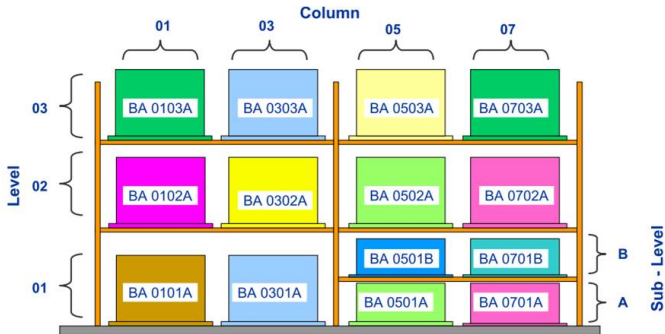 Column
01 03 05 07
03 BA 0103A BA 0303A BA 0503A BA 0703A
Level
02 BA 0102A BA 0302A BA 0502A BA 0702A
BA 0501B BA 0701B B
Sub - Level
01 BA 0101A BA 0301A BA 0501A BA 0701A A